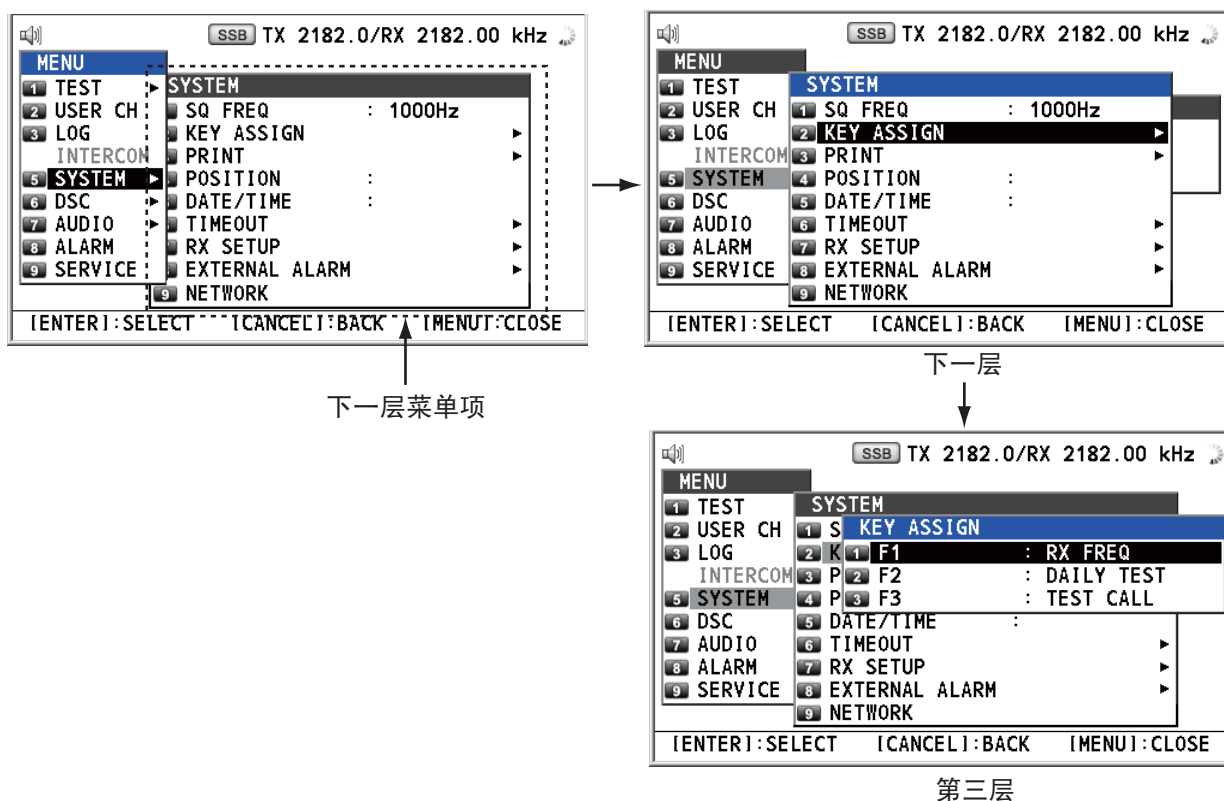 SSB TX 2182.0/RX 2182.00 kHz
MENU
1 TEST
2 USER CH
3 LOG
INTERCOM
5 SYSTEM
6 DSC
7 AUDIO
8 ALARM
9 SERVICE
SYSTEM
SQ FREQ : 1000Hz
KEY ASSIGN
PRINT
POSITION :
DATE/TIME :
TIMEOUT
RX SETUP
EXTERNAL ALARM
9 NETWORK
[ENTER]:SELECT [CANCEL]:BACK [MENU]:CLOSE
下一层菜单项
SSB TX 2182.0/RX 2182.00 kHz
MENU
1 TEST
2 USER CH
3 LOG
INTERCOM
5 SYSTEM
6 DSC
7 AUDIO
8 ALARM
9 SERVICE
SYSTEM
1 SQ FREQ : 1000Hz
2 KEY ASSIGN
3 PRINT
4 POSITION :
5 DATE/TIME :
6 TIMEOUT
7 RX SETUP
8 EXTERNAL ALARM
9 NETWORK
[ENTER]:SELECT [CANCEL]:BACK [MENU]:CLOSE
下一层
SSB TX 2182.0/RX 2182.00 kHz
MENU
1 TEST
2 USER CH
3 LOG
INTERCOM
5 SYSTEM
6 DSC
7 AUDIO
8 ALARM
9 SERVICE
SYSTEM
1 S
2 K
3 P
4 P
5 DATE/TIME :
6 TIMEOUT
7 RX SETUP
8 EXTERNAL ALARM
9 NETWORK
KEY ASSIGN
1 F1 : RX FREQ
2 F2 : DAILY TEST
3 F3 : TEST CALL
[ENTER]:SELECT [CANCEL]:BACK [MENU]:CLOSE
第三层